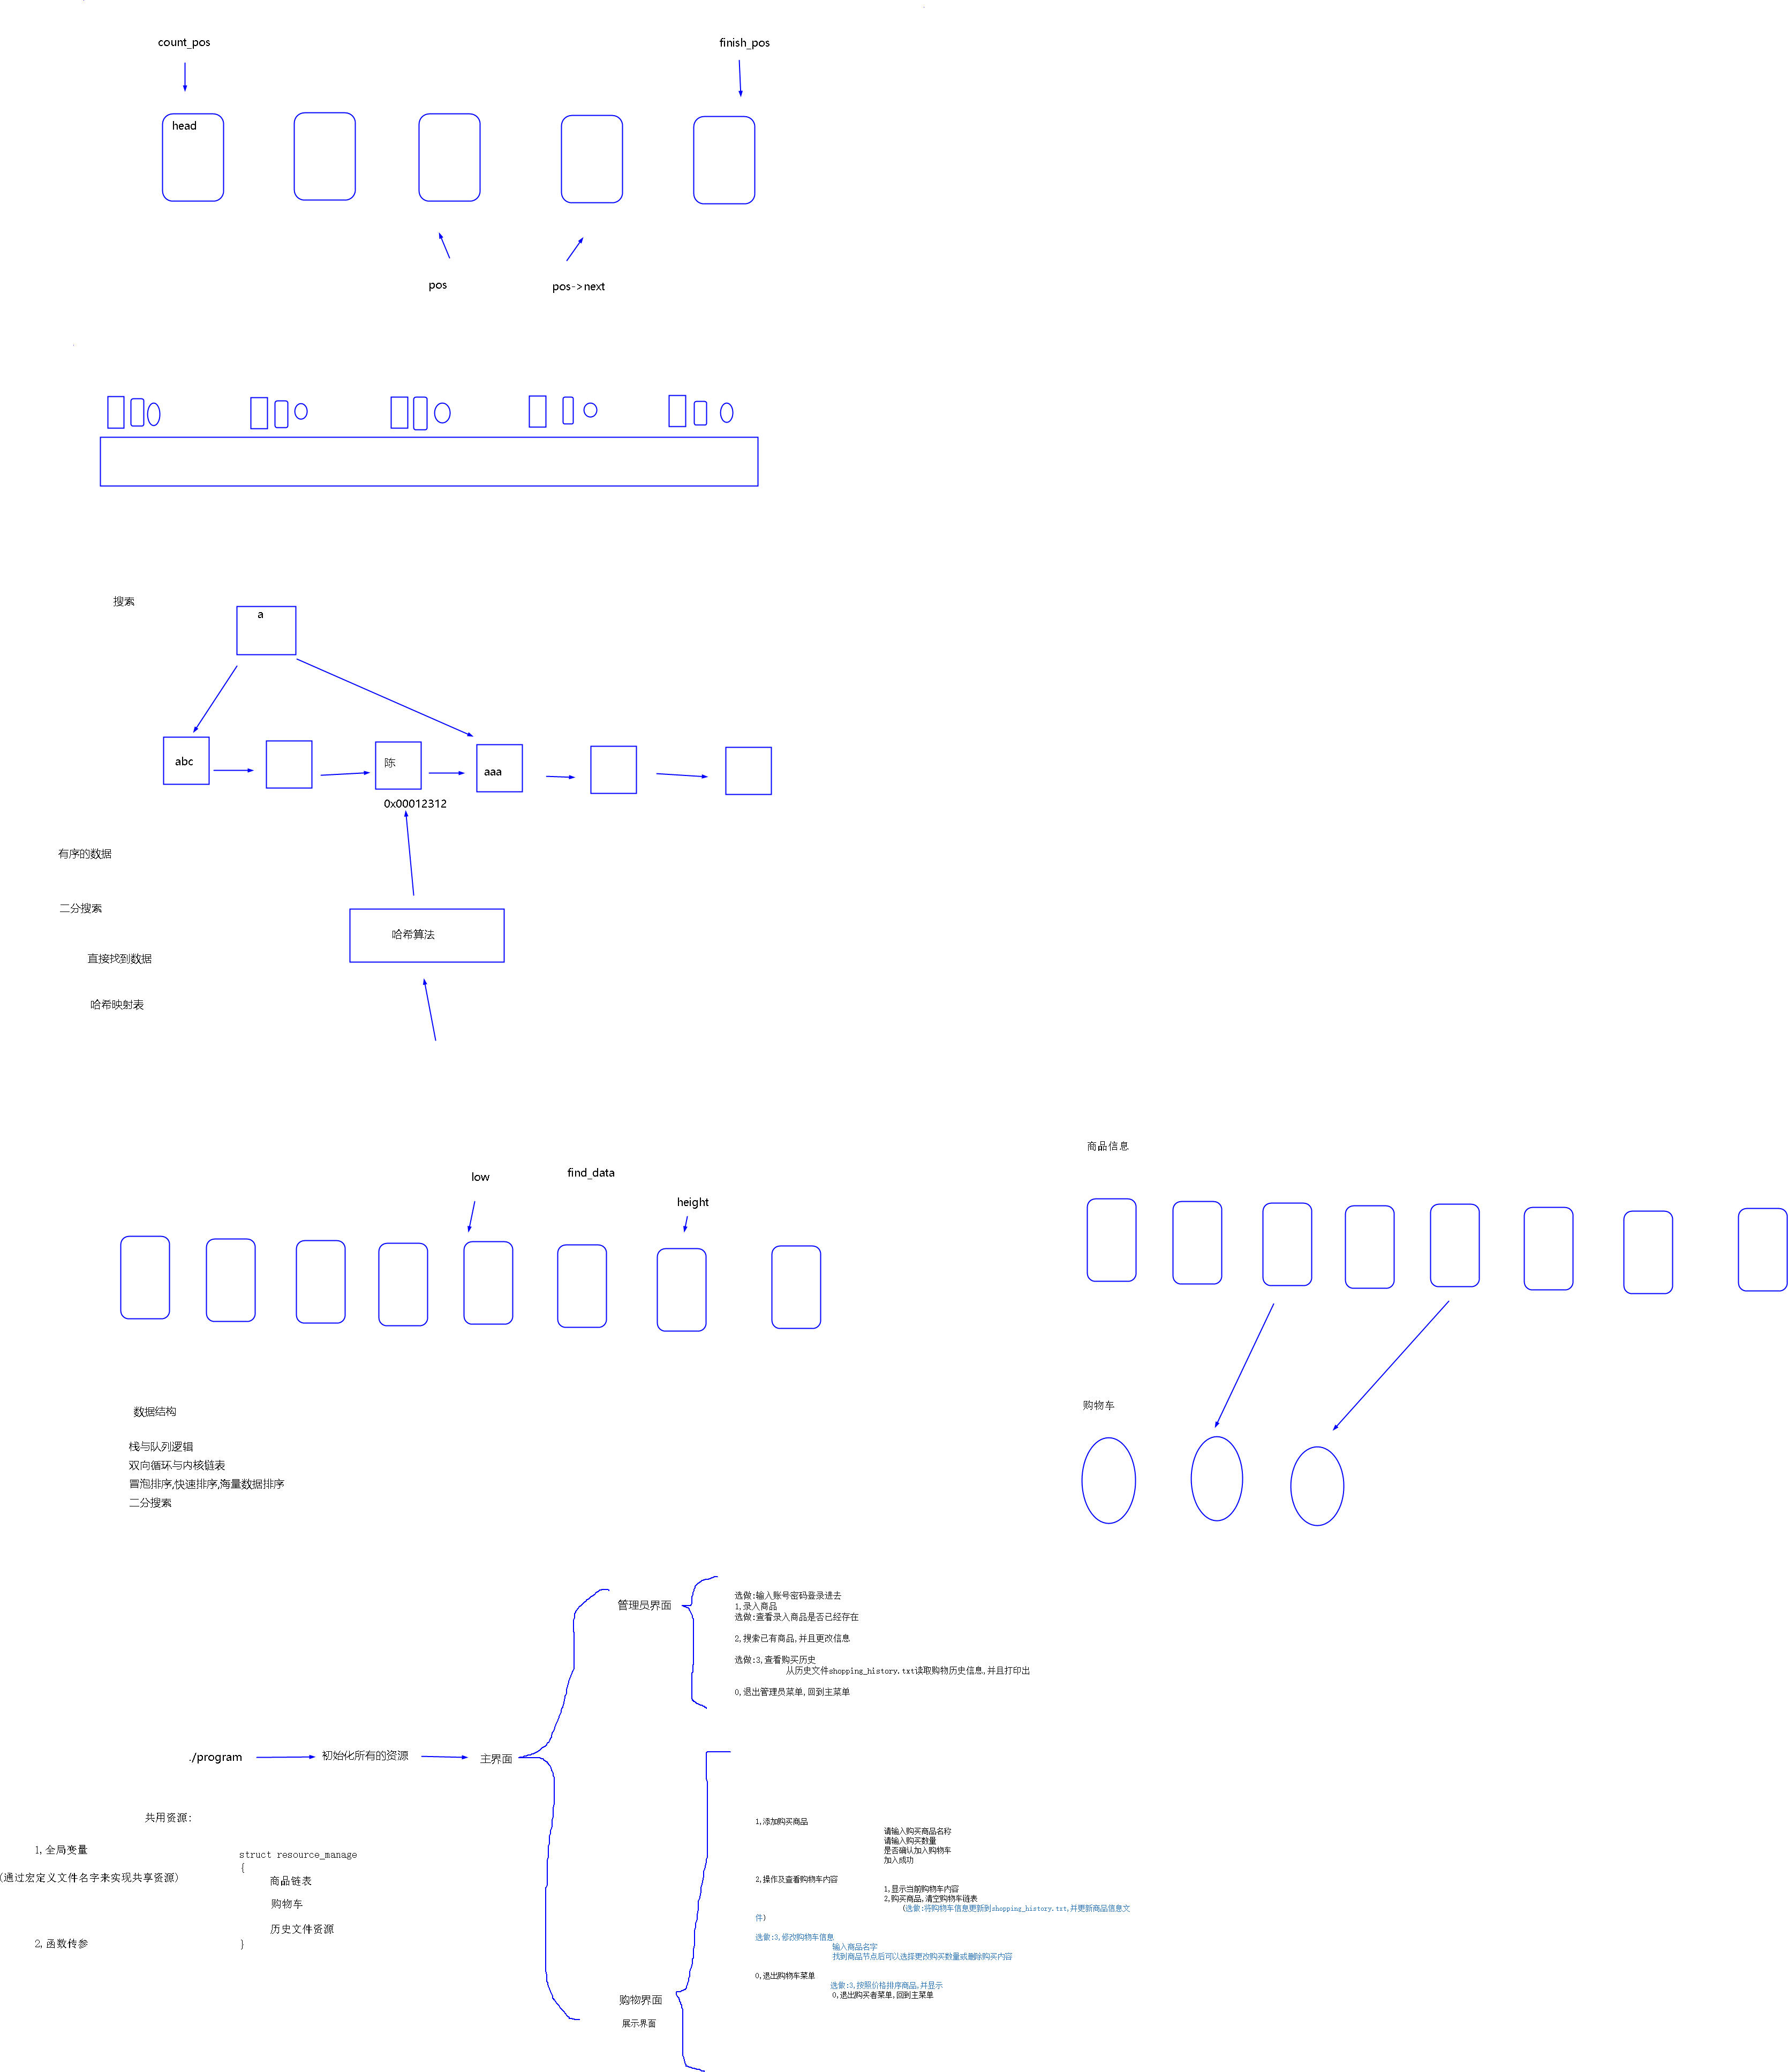 count_pos
finish_pos
head
pos
pos->next
搜索
a
abc
陈
aaa
0x00012312
有序的数据
二分搜索
哈希算法
直接找到数据
哈希映射表
商品信息
low
find_data
height
购物车
数据结构
栈与队列逻辑
双向循环与内核链表
冒泡排序,快速排序,海量数据排序
二分搜索
管理员界面
选做:输入账号密码登录进去
1,录入商品
选做:查看录入商品是否已经存在
2,搜索已有商品,并且更改信息
选做:3,查看购买历史
从历史文件shopping_history.txt读取购物历史信息,并且打印出
0,退出管理员菜单,回到主菜单
./program
初始化所有的资源
主界面
共用资源:
1,全局变量
(通过宏定义文件名字来实现共享资源)
2,函数传参
struct resource_manage
{
商品链表
购物车
历史文件资源
}
1,添加购买商品
请输入购买商品名称
请输入购买数量
是否确认加入购物车
加入成功
2,操作及查看购物车内容
1,显示当前购物车内容
2,购买商品,清空购物车链表
(选做:将购物车信息更新到shopping_history.txt,并更新商品信息文
件)
选做:3,修改购物车信息
输入商品名字
找到商品节点后可以选择更改购买数量或删除购买内容
0,退出购物车菜单
选做:3,按照价格排序商品,并显示
0,退出购买者菜单,回到主菜单
购物界面
展示界面